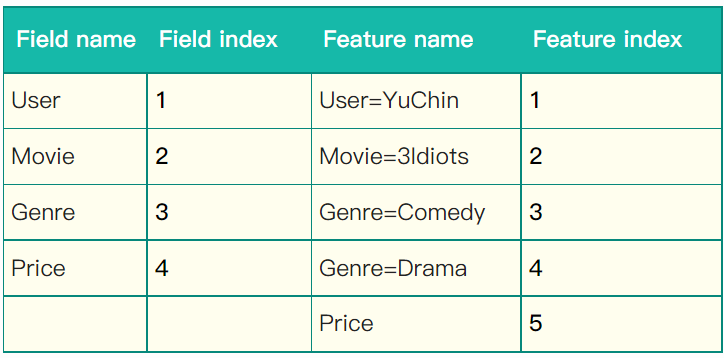 Field name Field index Feature name Feature index
User 1 User=YuChin 1
Movie 2 Movie=3Idiots 2
Genre 3 Genre=Comedy 3
Price 4 Genre=Drama 4
Price 5